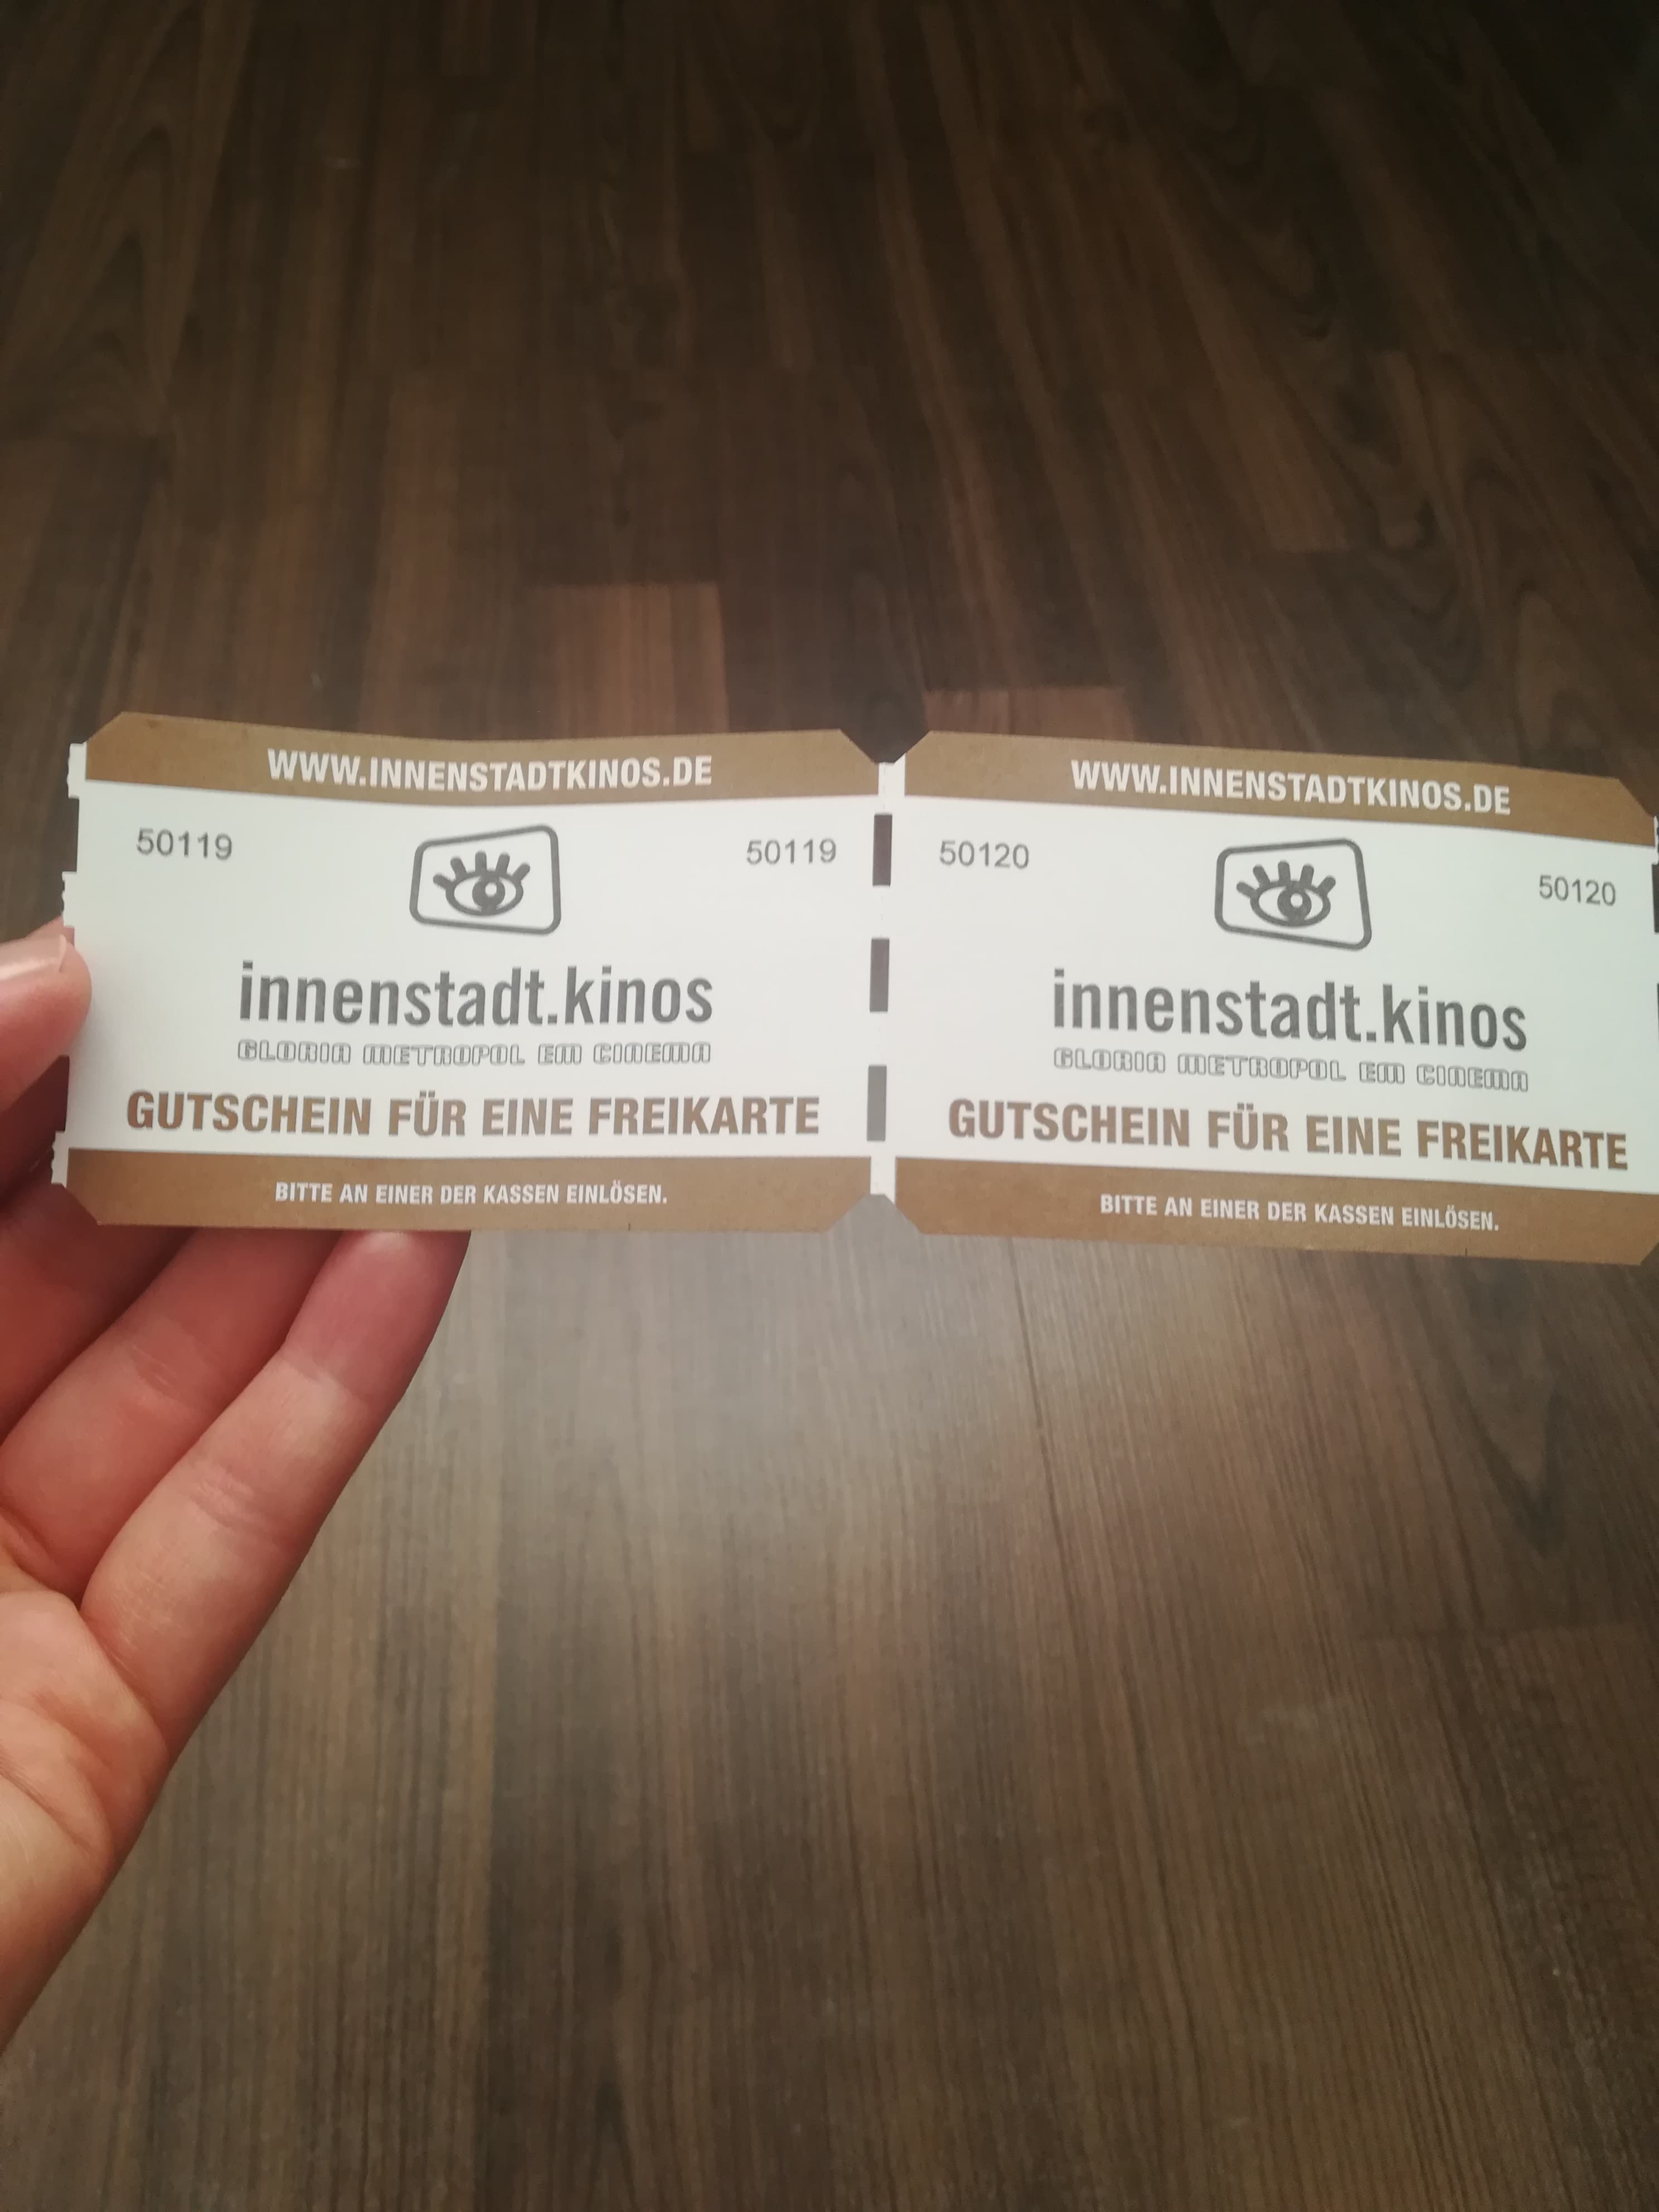 WWW.INNENSTADTKINOS.DE
50119 50119
innenstadt.kinos
GLORIA METROPOL EM CINEMA
GUTSCHEIN FÜR EINE FREIKARTE
BITTE AN EINER DER KASSEN EINLÖSEN.
WWW.INNENSTADTKINOS.DE
50120 50120
innenstadt.kinos
GLORIA METROPOL EM CINEMA
GUTSCHEIN FÜR EINE FREIKARTE
BITTE AN EINER DER KASSEN EINLÖSEN.